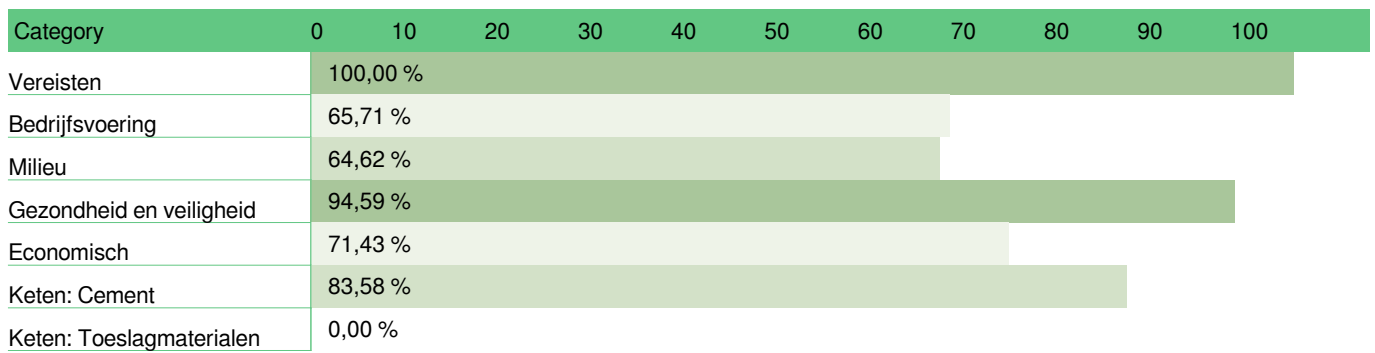 Category 0 10 20 30 40 50 60 70 80 90 100
Vereisten 100,00 %
Bedrijfsvoering 65,71 %
Milieu 64,62 %
Gezondheid en veiligheid 94,59 %
Economisch 71,43 %
Keten: Cement 83,58 %
Keten: Toeslagmaterialen 0,00 %